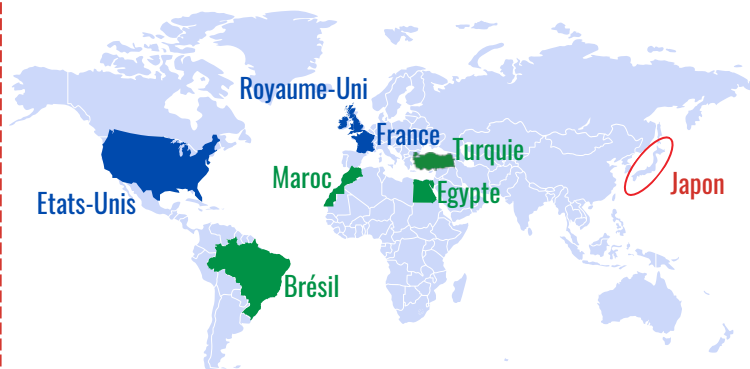 Royaume-Uni
France
Turquie
Maroc
Egypte
Japon
Etats-Unis
Brésil